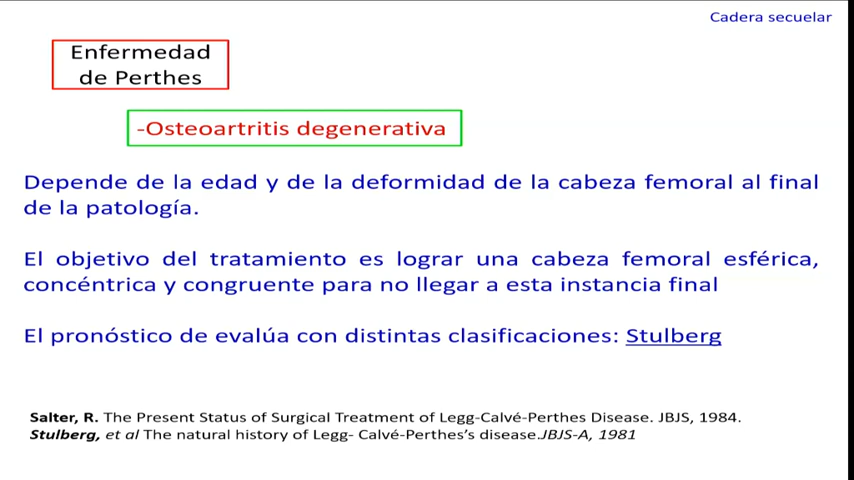 Cadera secuelar
Enfermedad
de Perthes
-Osteoartritis degenerativa
Depende de la edad y de la deformidad de la cabeza femoral al final
de la patología.
El objetivo del tratamiento es lograr una cabeza femoral esférica,
concéntrica y congruente para no llegar a esta instancia final
El pronóstico de evalúa con distintas clasificaciones: Stulberg
Salter, R. The Present Status of Surgical Treatment of Legg-Calvé-Perthes Disease. JBJS, 1984.
Stulberg, et al The natural history of Legg- Calvé-Perthes’s disease.JBJS-A, 1981